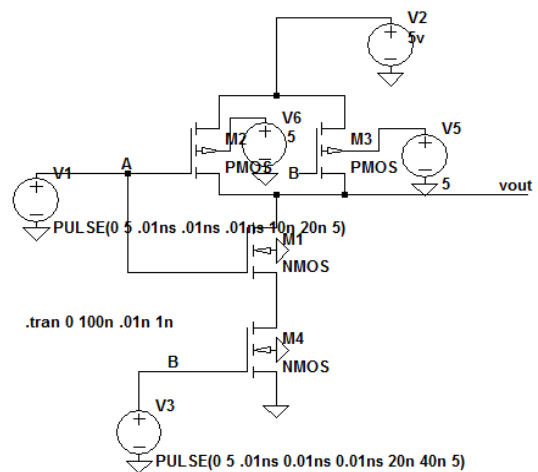 V2
5v
V6
5
M2
PMOS
M3
PMOS
V5
5
B
A
V1
vout
PULSE(0 5 .01ns .01ns .01ns 10n 20n 5)
M1
NMOS
.tran 0 100n .01n 1n
M4
NMOS
B
V3
PULSE(0 5 .01ns 0.01ns 0.01ns 20n 40n 5)